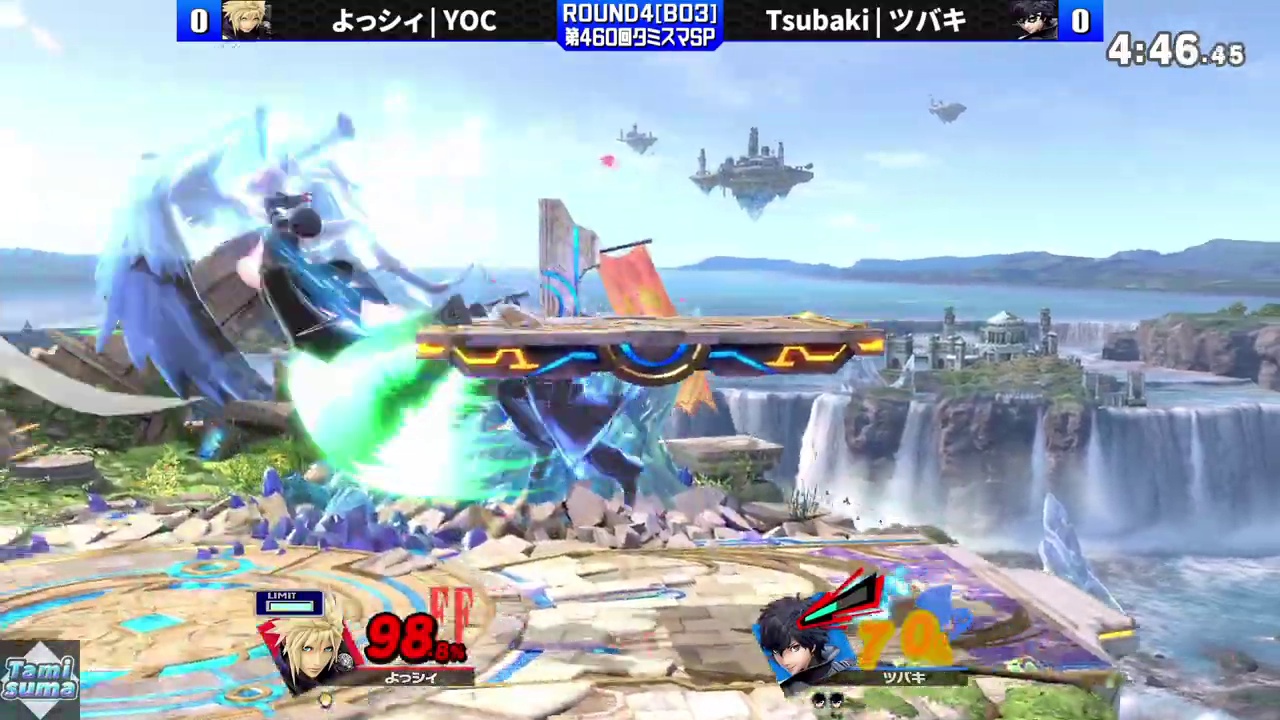 0
よっシィ | YOC
ROUND4[BO3]
第460回タミスマSP
Tsubaki | ツバキ
0
4:46.45
LIMIT
98.8%
よっシィ
70
ツバキ
Tami
suma